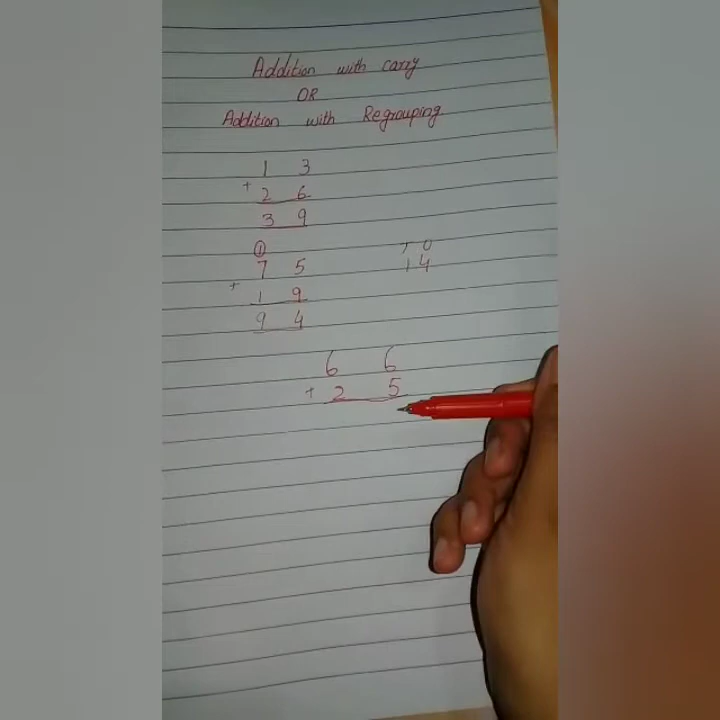 Addition with carry
OR
Addition with Regrouping
1 3
+ 2 6
3 9
1
7 5
+ 1 9
9 4
T O
1 4
6 6
+ 2 5